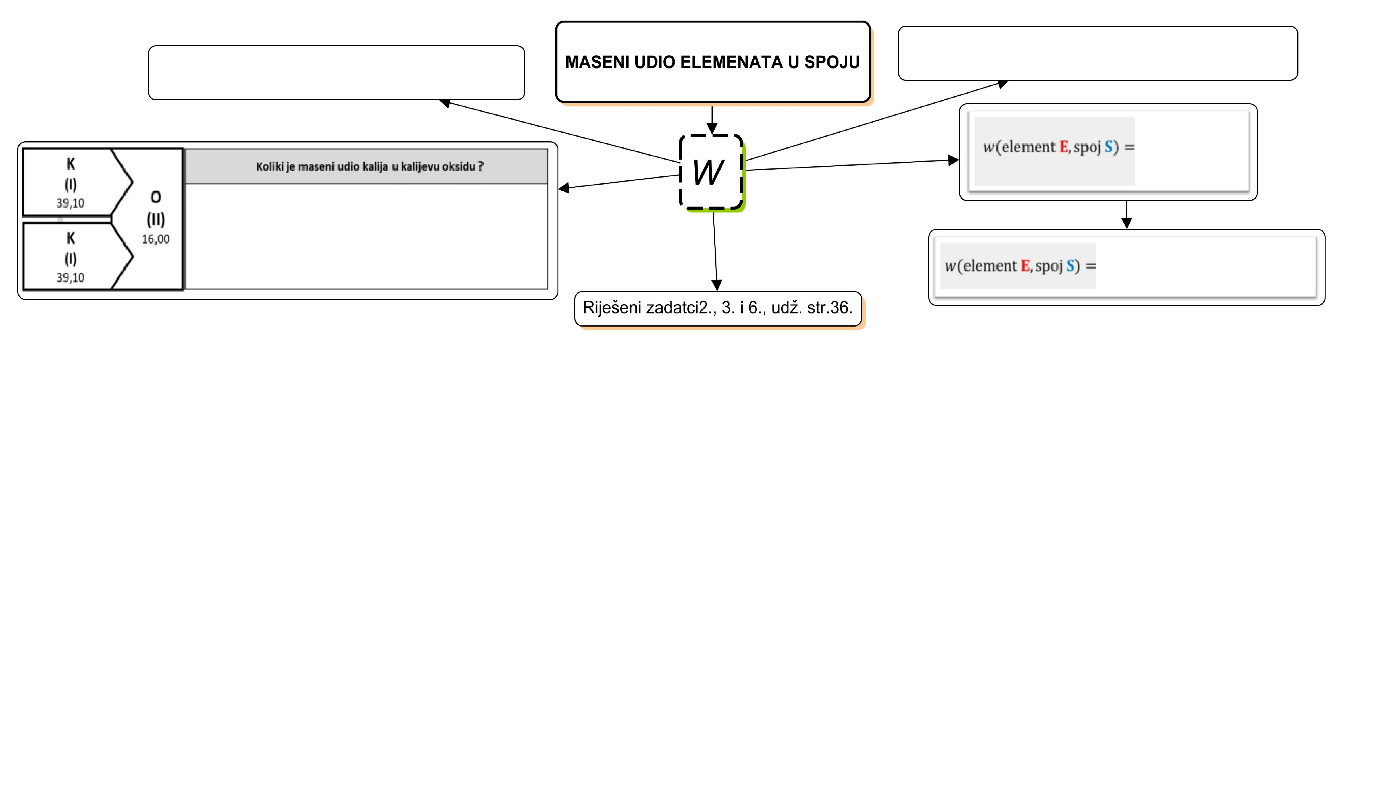 MASENI UDIO ELEMENATA U SPOJU
W
K
(I)
39,10
K
(I)
39,10
O
(II)
16,00
Koliki je maseni udio kalija u kalijevu oksidu ?
w(element E, spoj S) =
w(element E, spoj S) =
Riješeni zadatci2., 3. i 6., udž. str.36.